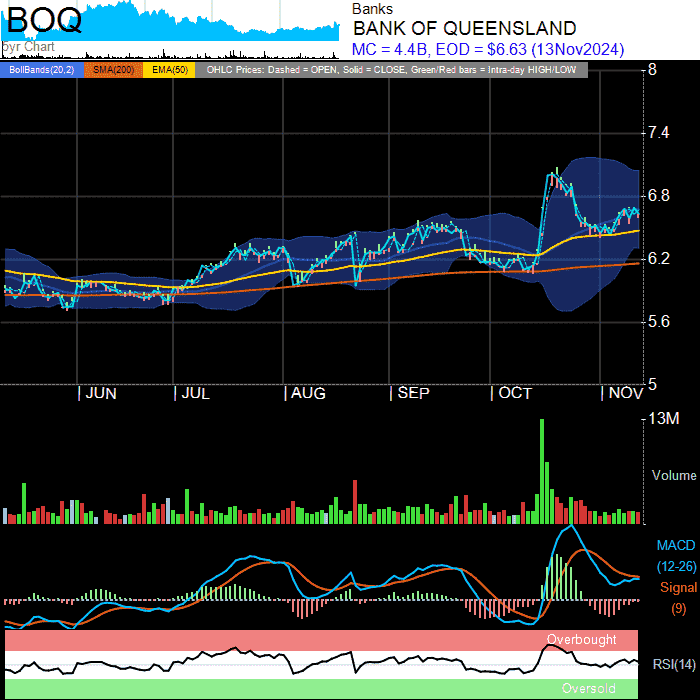 BOQ
Banks
BANK OF QUEENSLAND
5yr Chart
MC = 4.4B, EOD = $6.63 (13Nov2024)
BollBands(20,2) SMA(200) EMA(50) OHLC Prices: Dashed = OPEN, Solid = CLOSE, Green/Red bars = Intra-day HIGH/LOW
8
7.4
6.8
6.2
5.6
5
| JUN | JUL | AUG | SEP | OCT | NOV
13M
Volume
MACD
(12-26)
Signal
(9)
Overbought
RSI(14)
Oversold